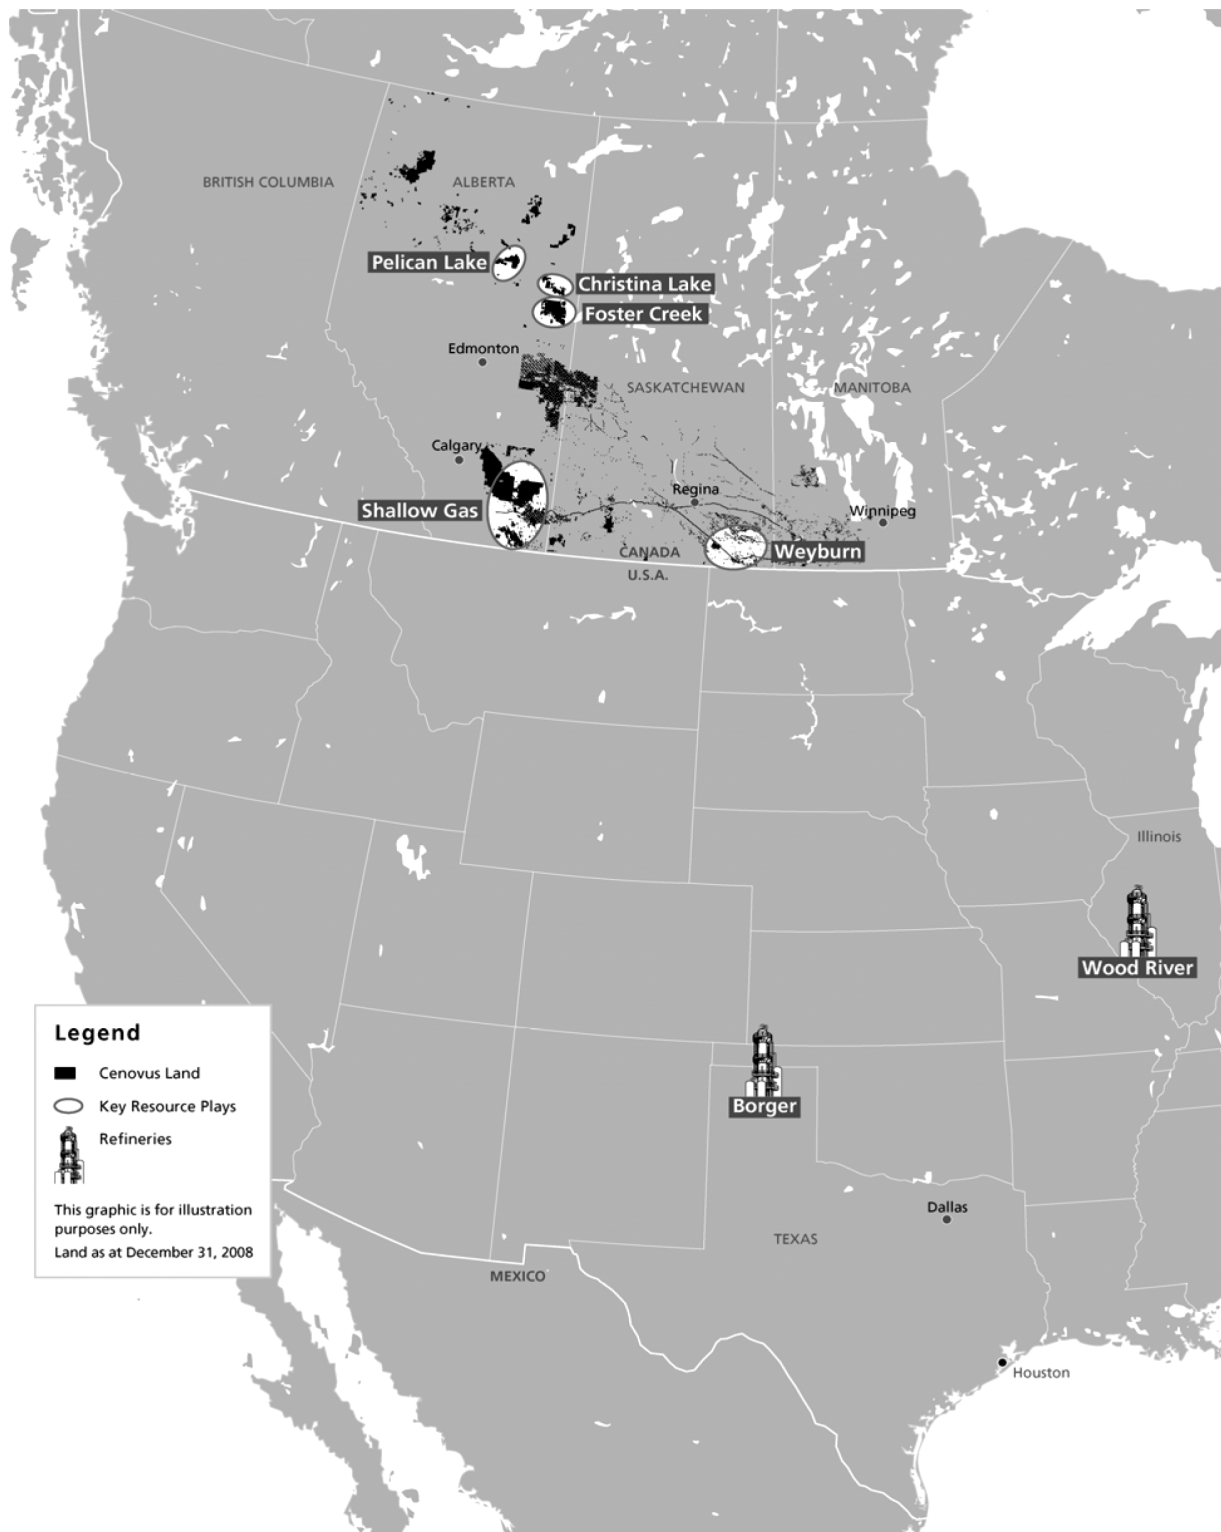 BRITISH COLUMBIA
ALBERTA
Pelican Lake
Christina Lake
Foster Creek
Edmonton
SASKATCHEWAN
MANITOBA
Calgary
Regina
Shallow Gas
Winnipeg
CANADA
Weyburn
U.S.A.
Illinois
Wood River
Borger
Legend
Cenovus Land
Key Resource Plays
Refineries
This graphic is for illustration
purposes only.
Land as at December 31, 2008
Dallas
TEXAS
MEXICO
Houston